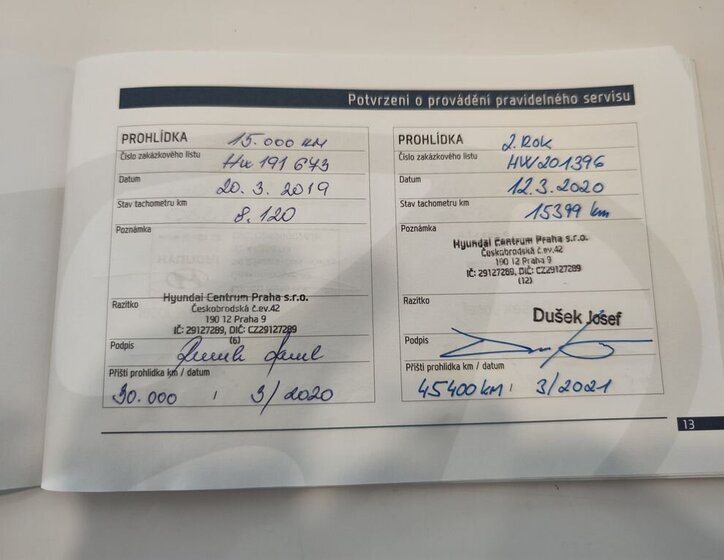 Potvrzení o provádění pravidelného servisu
PROHLÍDKA 15.000 KM
Číslo zakázkového listu HW 191 673
Datum 20. 3. 2019
Stav tachometru km 8.120
Poznámka
Hyundai Centrum Praha s.r.o.
Českobrodská č.ev.42
Razítko 190 12 Praha 9
IČ: 29127289, DIČ: CZ29127289
(6)
Podpis
Příští prohlídka km / datum
30.000 / 3/2020
PROHLÍDKA 2. Rok
Číslo zakázkového listu HW201396
Datum 12.3.2020
Stav tachometru km 15399 km
Poznámka
Hyundai Centrum Praha s.r.o.
Českobrodská č.ev.42
190 12 Praha 9
IČ: 29127289, DIČ: CZ29127289
(12)
Razítko
Dušek Josef
Podpis
Příští prohlídka km / datum
45400 km / 3/2021
13